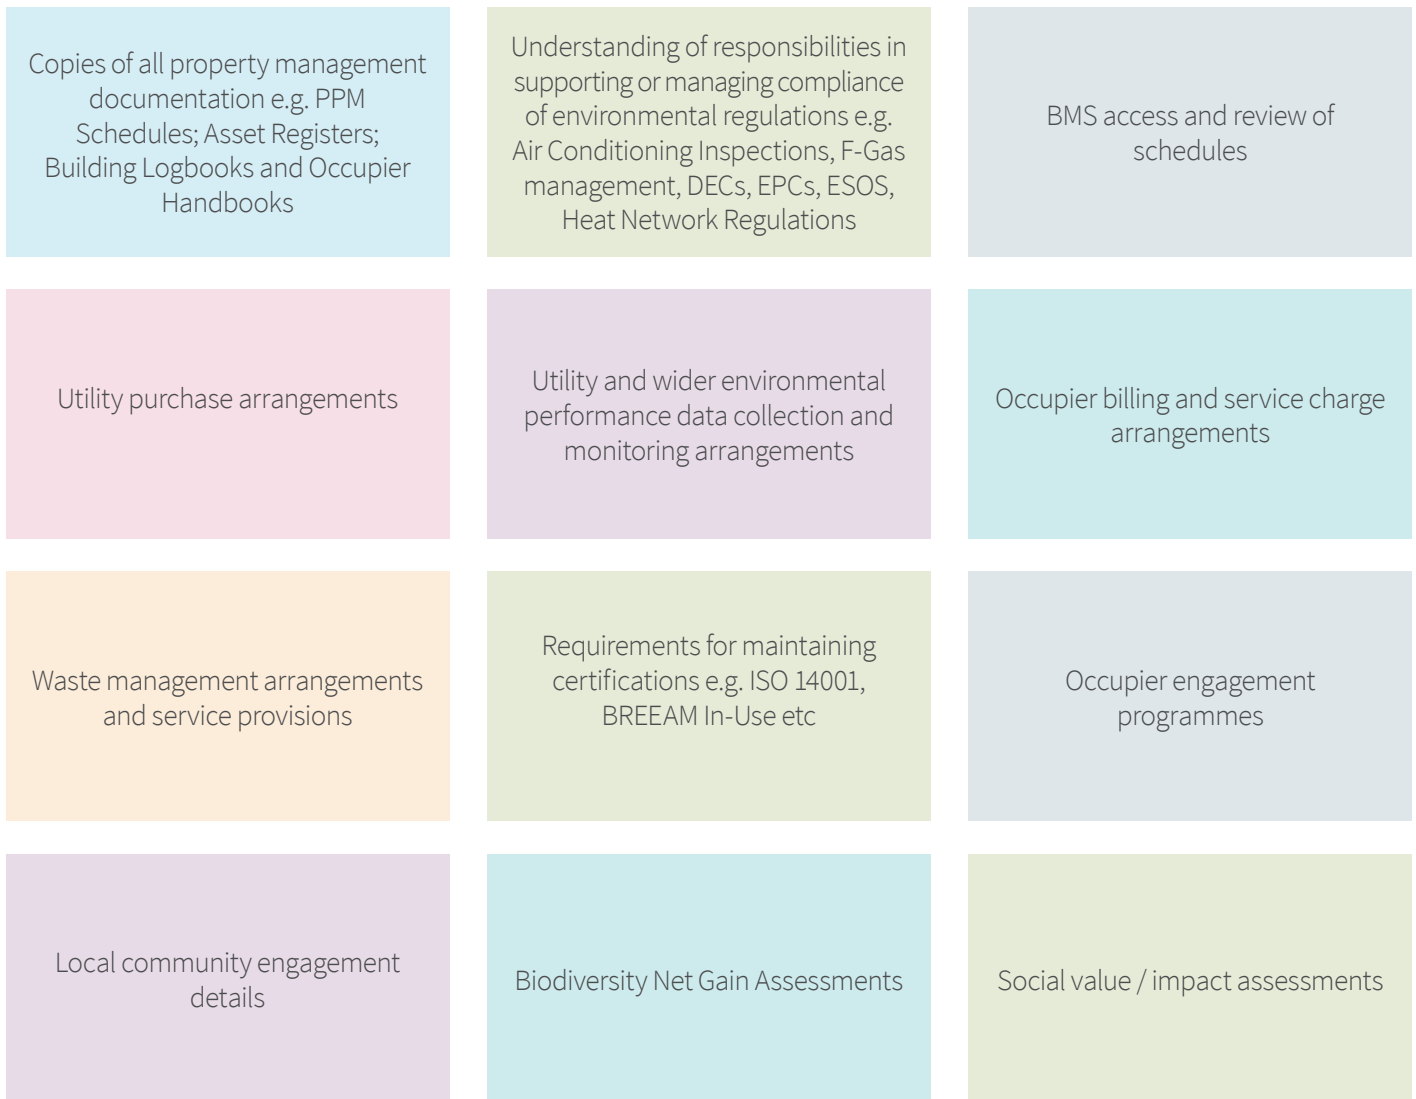 Copies of all property management
documentation e.g. PPM
Schedules; Asset Registers;
Building Logbooks and Occupier
Handbooks
Understanding of responsibilities in
supporting or managing compliance
of environmental regulations e.g.
Air Conditioning Inspections, F-Gas
management, DECs, EPCs, ESOS,
Heat Network Regulations
BMS access and review of
schedules
Utility purchase arrangements
Utility and wider environmental
performance data collection and
monitoring arrangements
Occupier billing and service charge
arrangements
Waste management arrangements
and service provisions
Requirements for maintaining
certifications e.g. ISO 14001,
BREEAM In-Use etc
Occupier engagement
programmes
Local community engagement
details
Biodiversity Net Gain Assessments
Social value / impact assessments